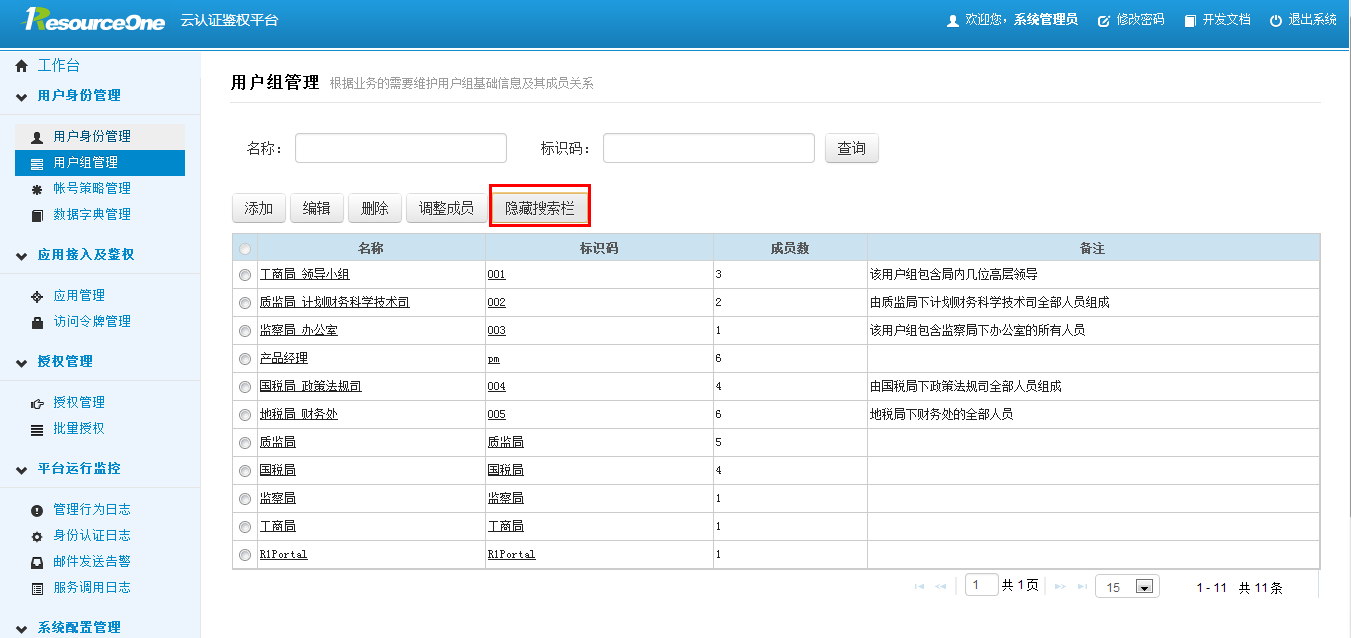 1ResourceOne 云认证鉴权平台 欢迎您，系统管理员 修改密码 开发文档 退出系统
工作台
用户身份管理
用户身份管理
用户组管理
帐号策略管理
数据字典管理
应用接入及鉴权
应用管理
访问令牌管理
授权管理
授权管理
批量授权
平台运行监控
管理行为日志
身份认证日志
邮件发送告警
服务调用日志
系统配置管理
用户组管理 根据业务的需要维护用户组基础信息及其成员关系
名称： 标识码： 查询
添加 编辑 删除 调整成员 隐藏搜索栏
名称 标识码 成员数 备注
工商局_领导小组 001 3 该用户组包含局内几位高层领导
质监局_计划财务科学技术司 002 2 由质监局下计划财务科学技术司全部人员组成
监察局_办公室 003 1 该用户组包含监察局下办公室的所有人员
产品经理 pm 6
国税局_政策法规司 004 4 由国税局下政策法规司全部人员组成
地税局_财务处 005 6 地税局下财务处的全部人员
质监局 质监局 5
国税局 国税局 4
监察局 监察局 1
工商局 工商局 1
R1Portal R1Portal 1
1 共 1 页 15 1 - 11 共 11 条